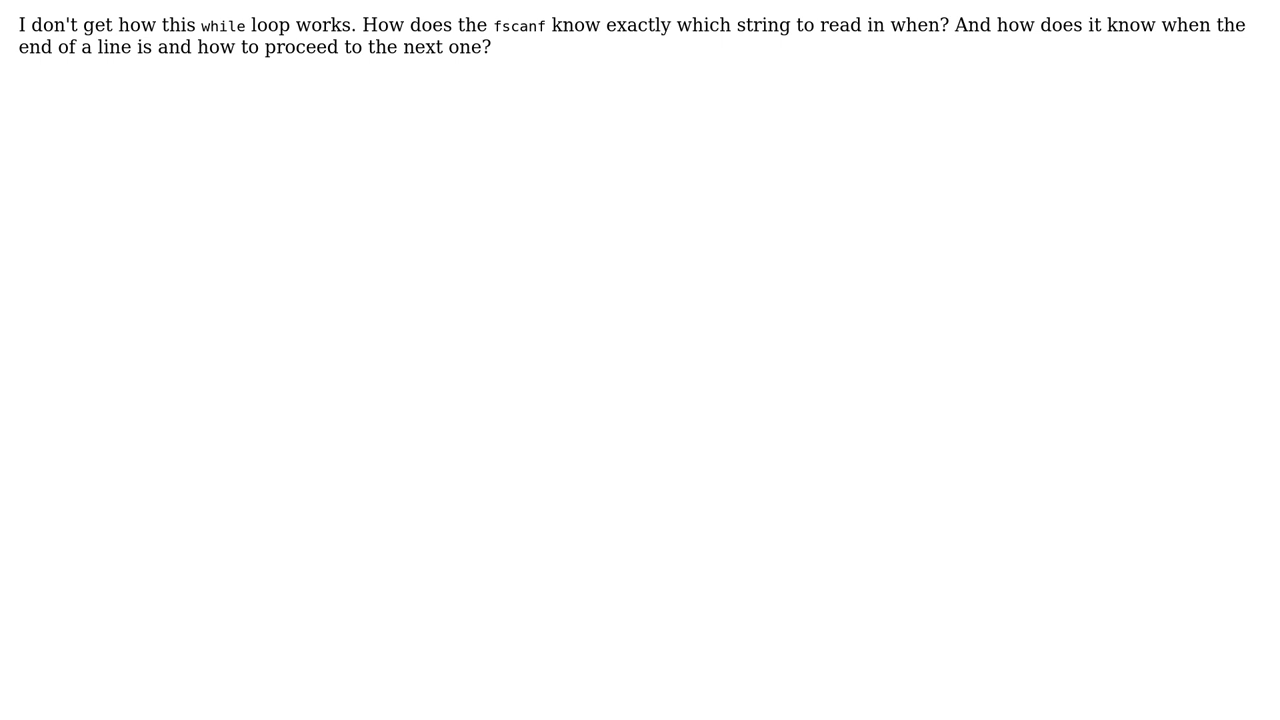 I don't get how this while loop works. How does the fscanf know exactly which string to read in when? And how does it know when the
end of a line is and how to proceed to the next one?